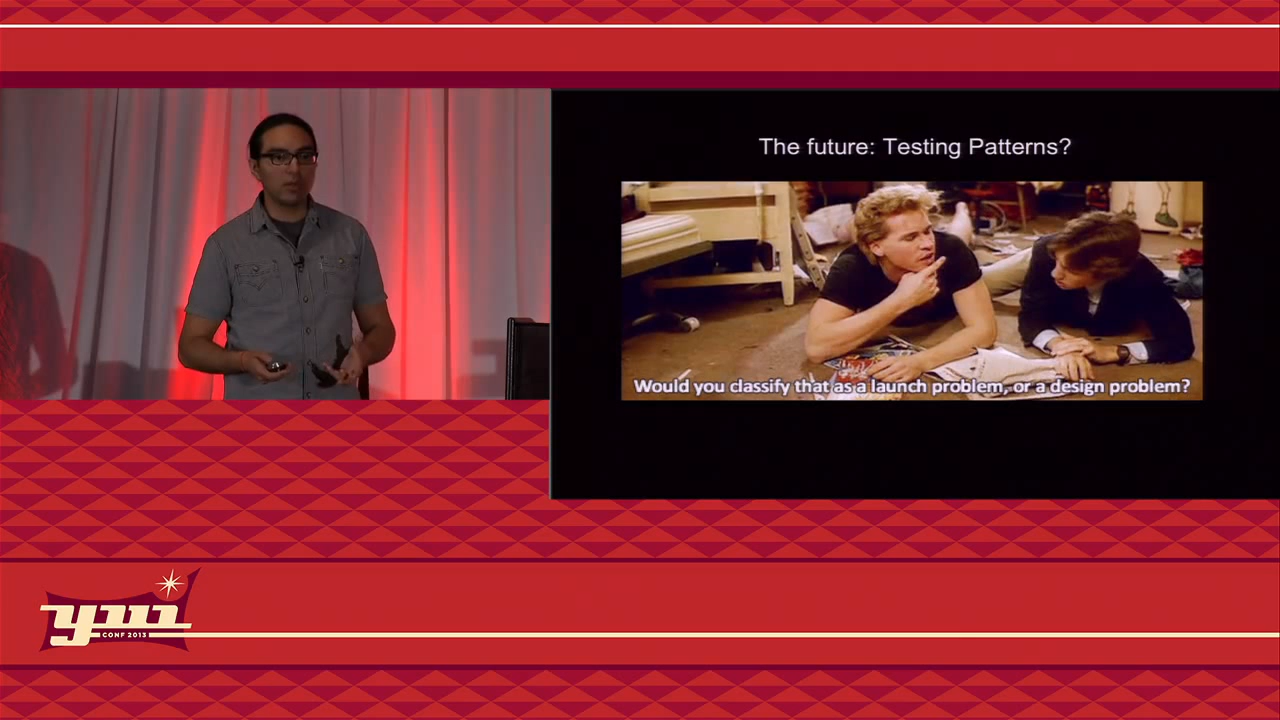 The future: Testing Patterns?
Would you classify that as a launch problem, or a design problem?
yui
CONF 2013